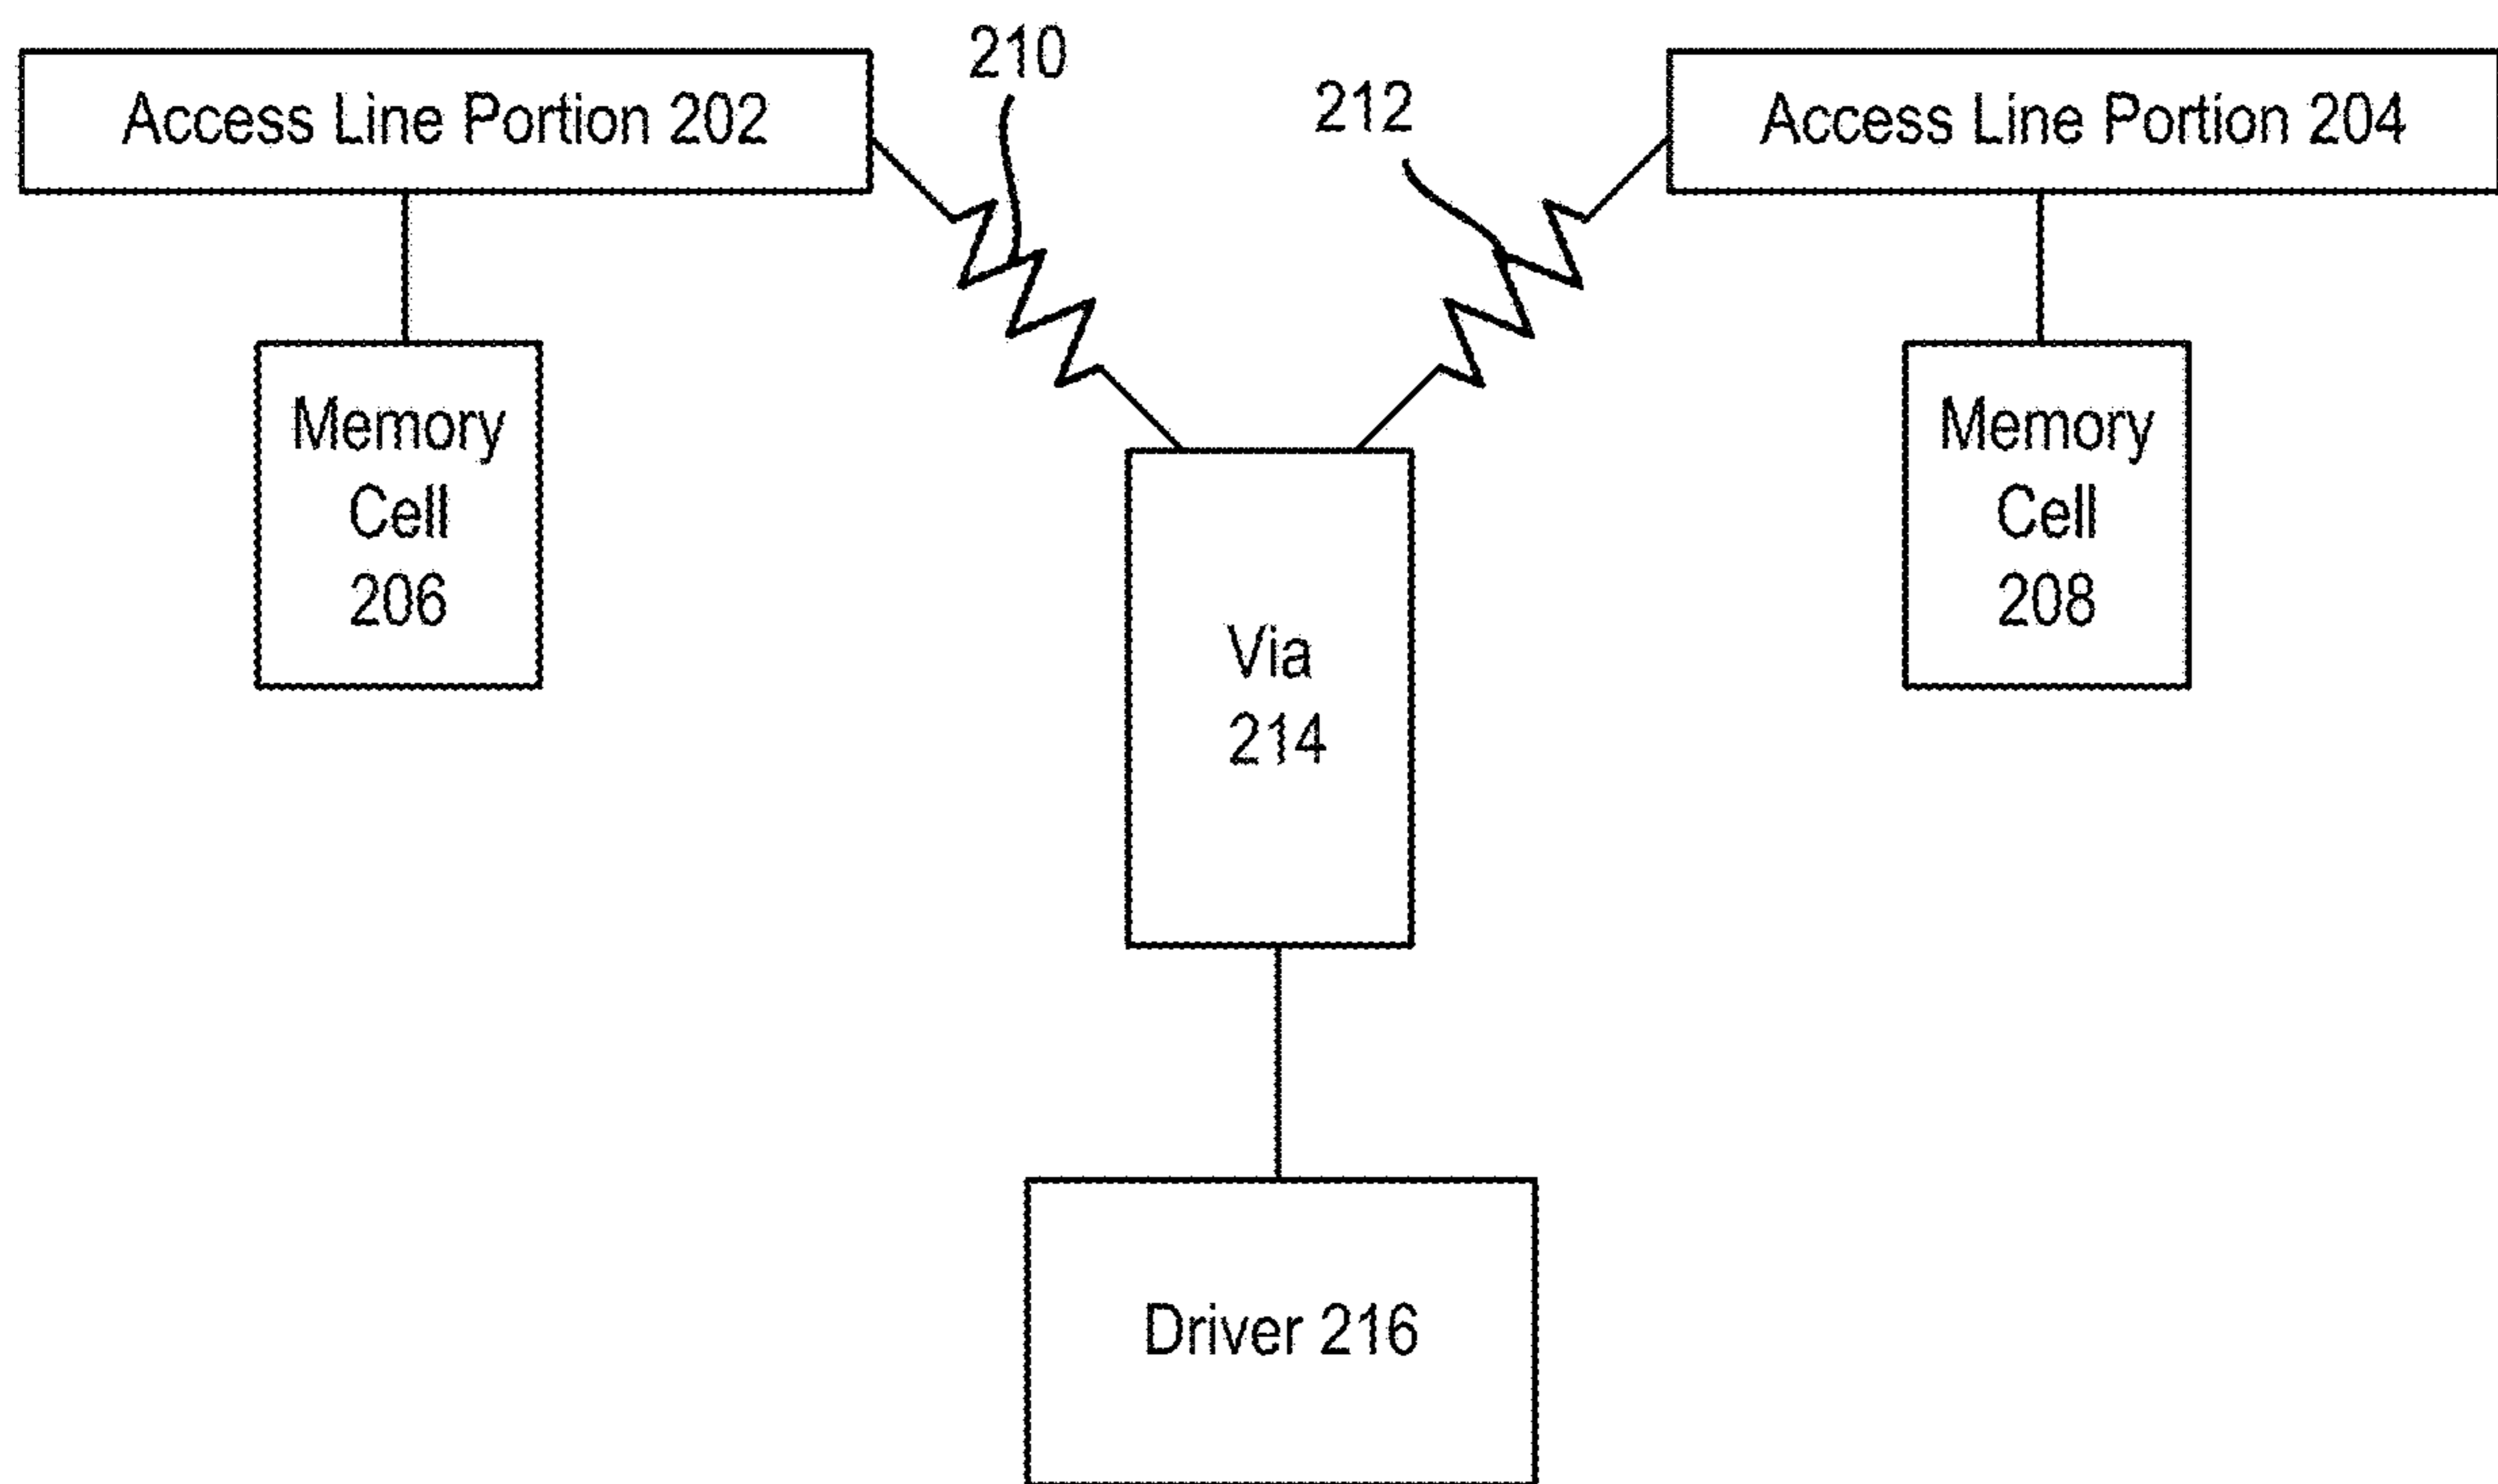 210
Access Line Portion 202
212
Access Line Portion 204
Memory
Cell
206
Memory
Cell
208
Via
214
Driver 216